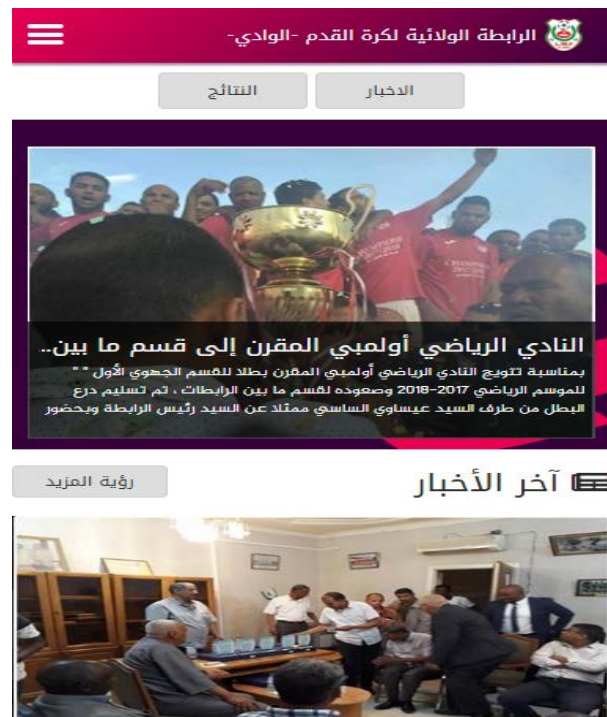 الرابطة الولائية لكرة القدم -الوادي-
الاخبار
النتائج
النادي الرياضي أولمبي المقرن إلى قسم ما بين..
بمناسبة تتويج النادي الرياضي أولمبي المقرن بطلا للقسم الجهوي الأول " "
للموسم الرياضي 2017-2018 وصعوده لقسم ما بين الرابطات ، تم تسليم درع
البطل من طرف السيد عيساوي الساسي ممثلا عن السيد رئيس الرابطة وبحضور
آخر الأخبار
رؤية المزيد